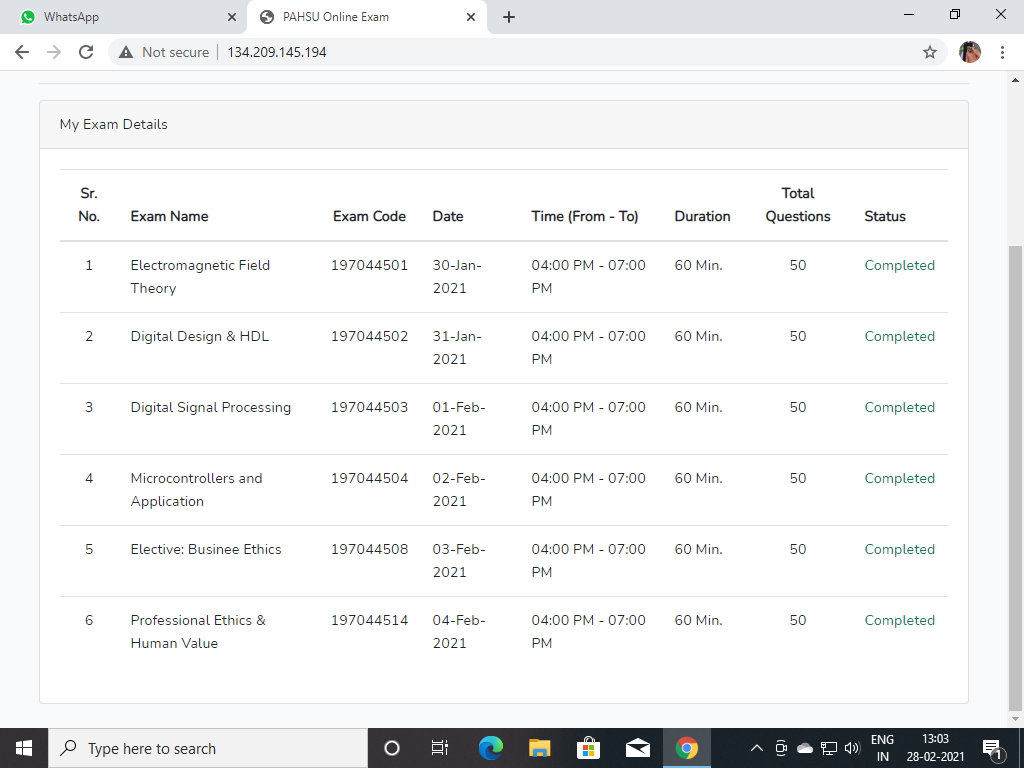 WhatsApp
PAHSU Online Exam
Not secure
134.209.145.194
My Exam Details
Sr. No. Exam Name Exam Code Date Time (From - To) Duration Total Questions Status
1 Electromagnetic Field Theory 197044501 30-Jan-2021 04:00 PM - 07:00 PM 60 Min. 50 Completed
2 Digital Design & HDL 197044502 31-Jan-2021 04:00 PM - 07:00 PM 60 Min. 50 Completed
3 Digital Signal Processing 197044503 01-Feb-2021 04:00 PM - 07:00 PM 60 Min. 50 Completed
4 Microcontrollers and Application 197044504 02-Feb-2021 04:00 PM - 07:00 PM 60 Min. 50 Completed
5 Elective: Businee Ethics 197044508 03-Feb-2021 04:00 PM - 07:00 PM 60 Min. 50 Completed
6 Professional Ethics & Human Value 197044514 04-Feb-2021 04:00 PM - 07:00 PM 60 Min. 50 Completed
Type here to search
ENG
IN
13:03
28-02-2021
1